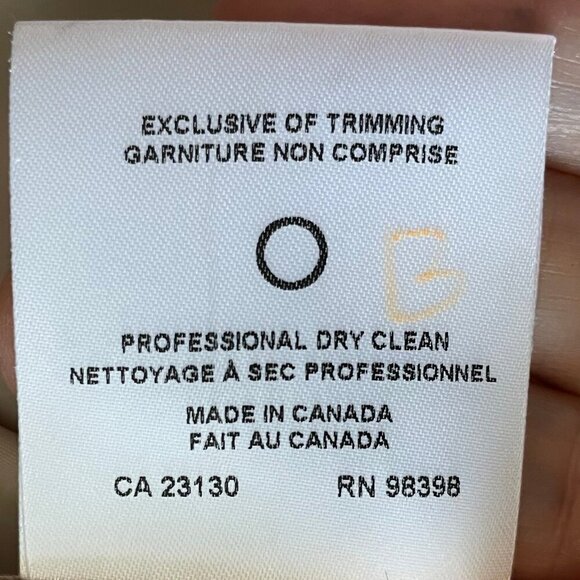 EXCLUSIVE OF TRIMMING
GARNITURE NON COMPRISE
B
PROFESSIONAL DRY CLEAN
NETTOYAGE À SEC PROFESSIONNEL
MADE IN CANADA
FAIT AU CANADA
CA 23130 RN 98398